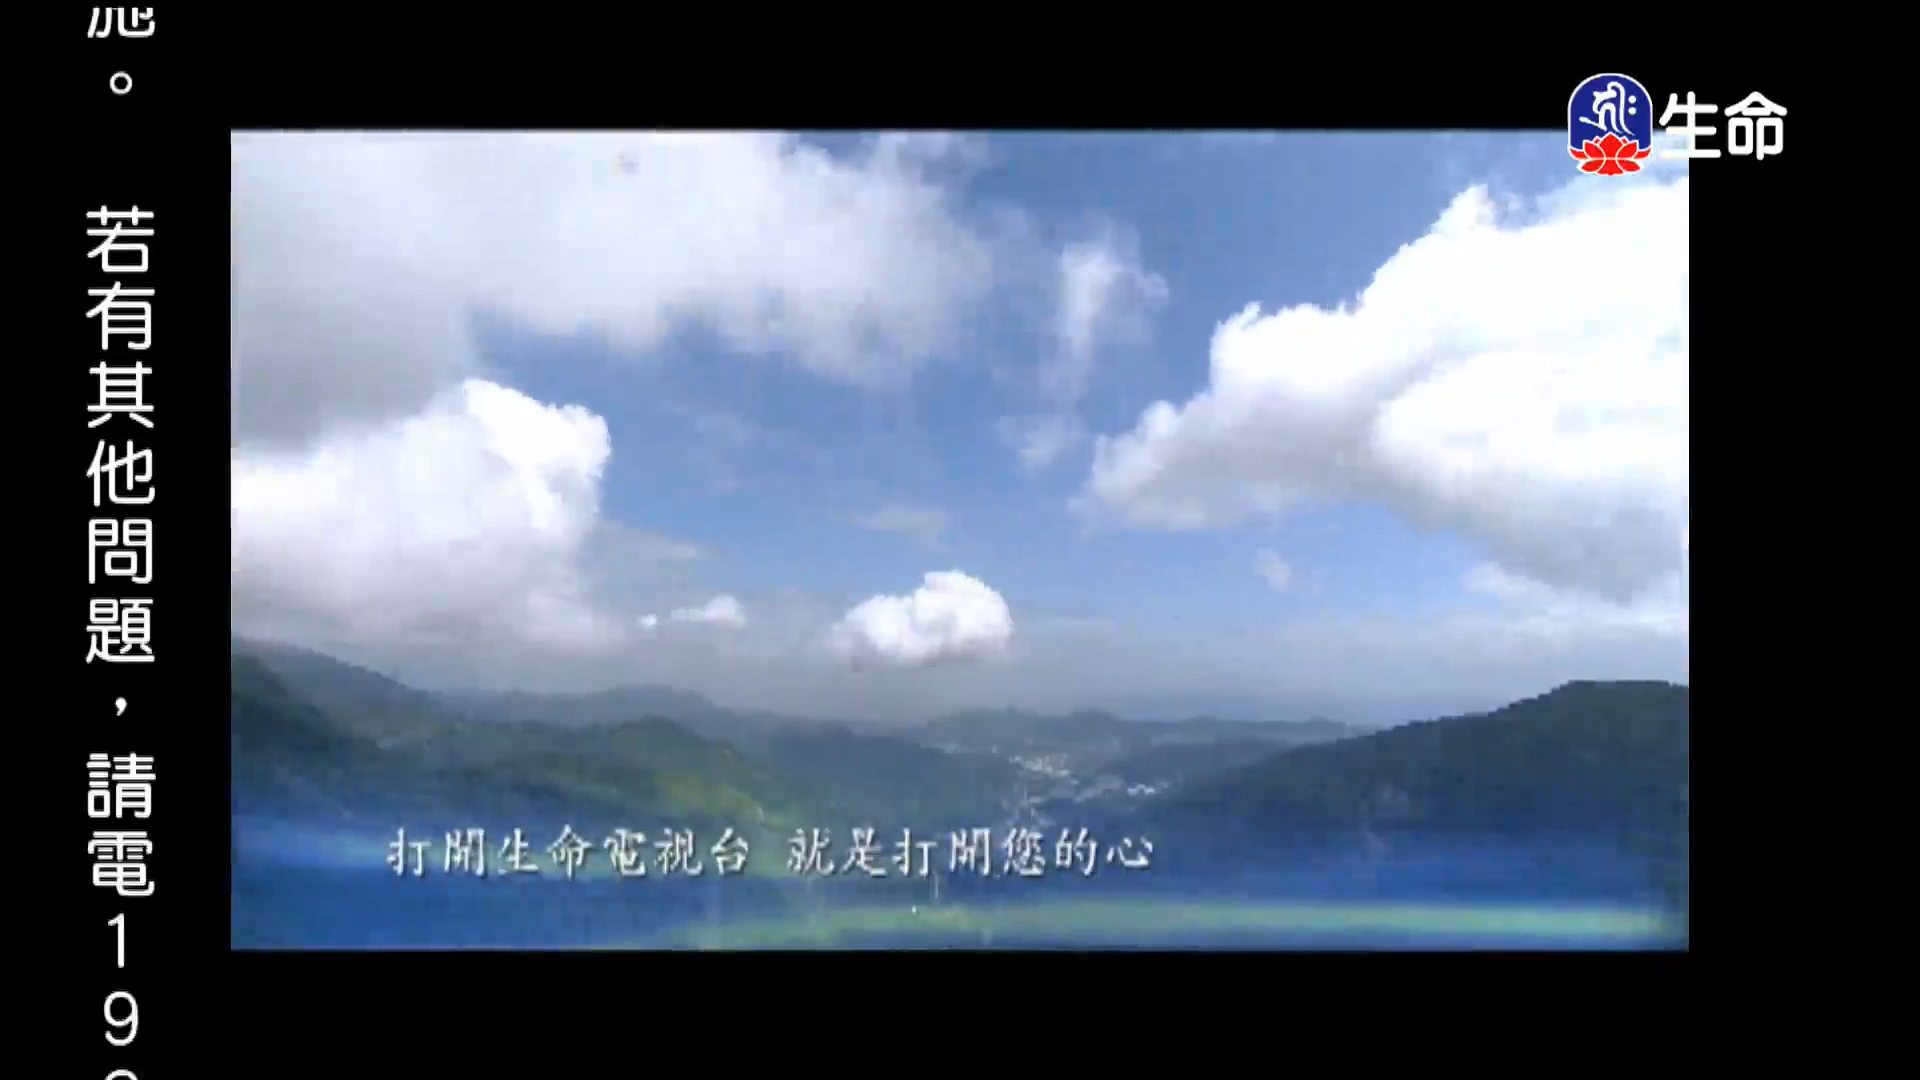 生命
施。 若有其他問題，請電19
打開生命電視台 就是打開您的心